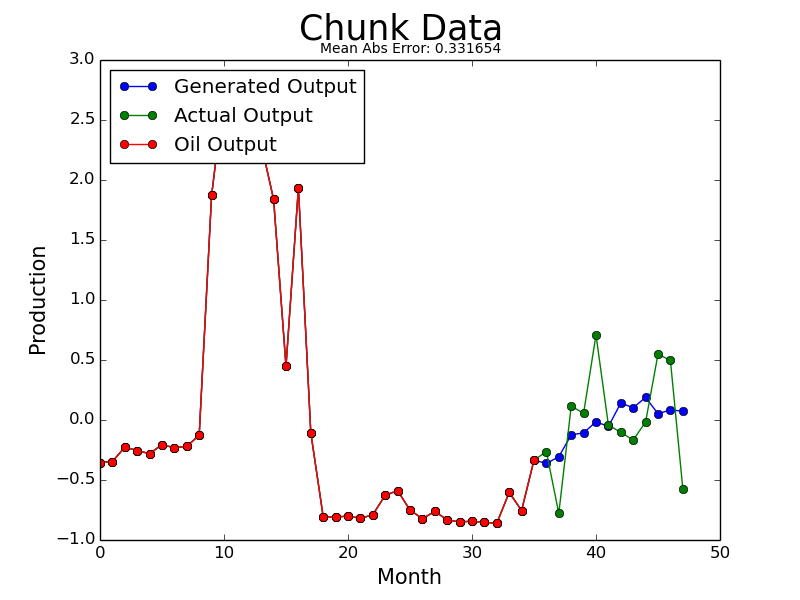 Chunk Data
Mean Abs Error: 0.331654
3.0
2.5
2.0
1.5
1.0
0.5
0.0
−0.5
−1.0
Generated Output
Actual Output
Oil Output
Production
0 10 20 30 40 50
Month